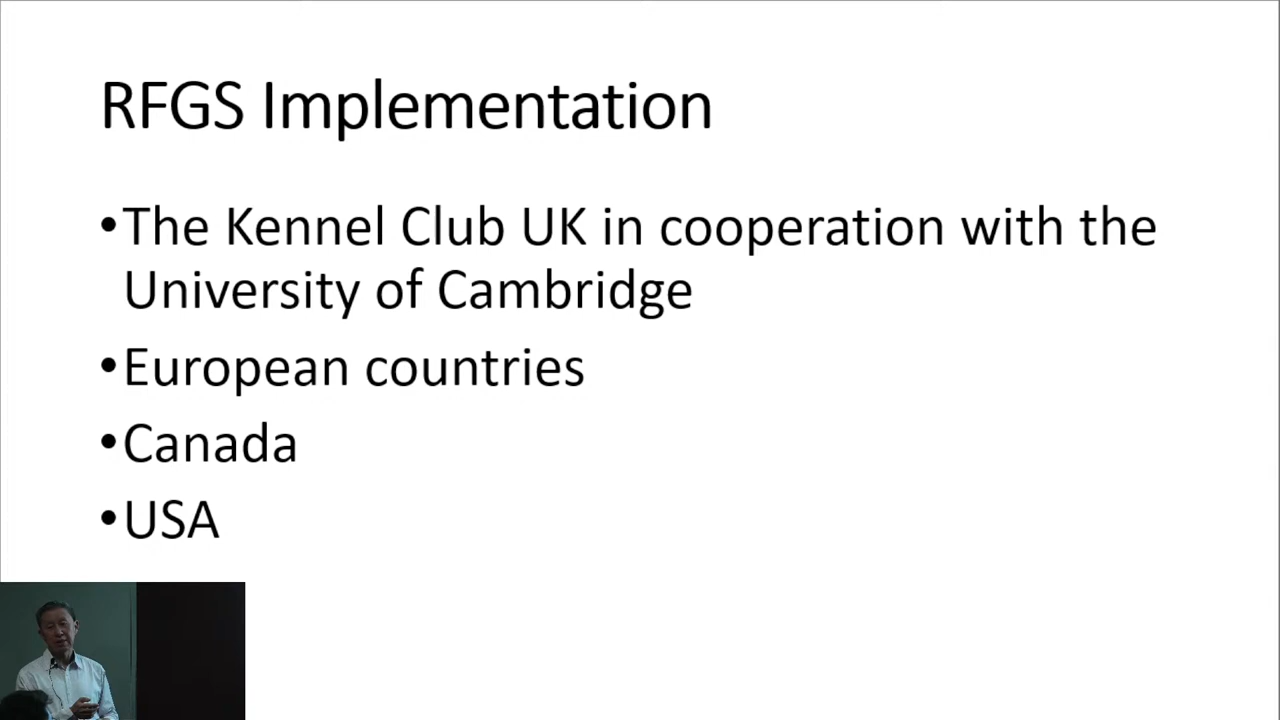 RFGS Implementation
•The Kennel Club UK in cooperation with the
University of Cambridge
•European countries
•Canada
•USA